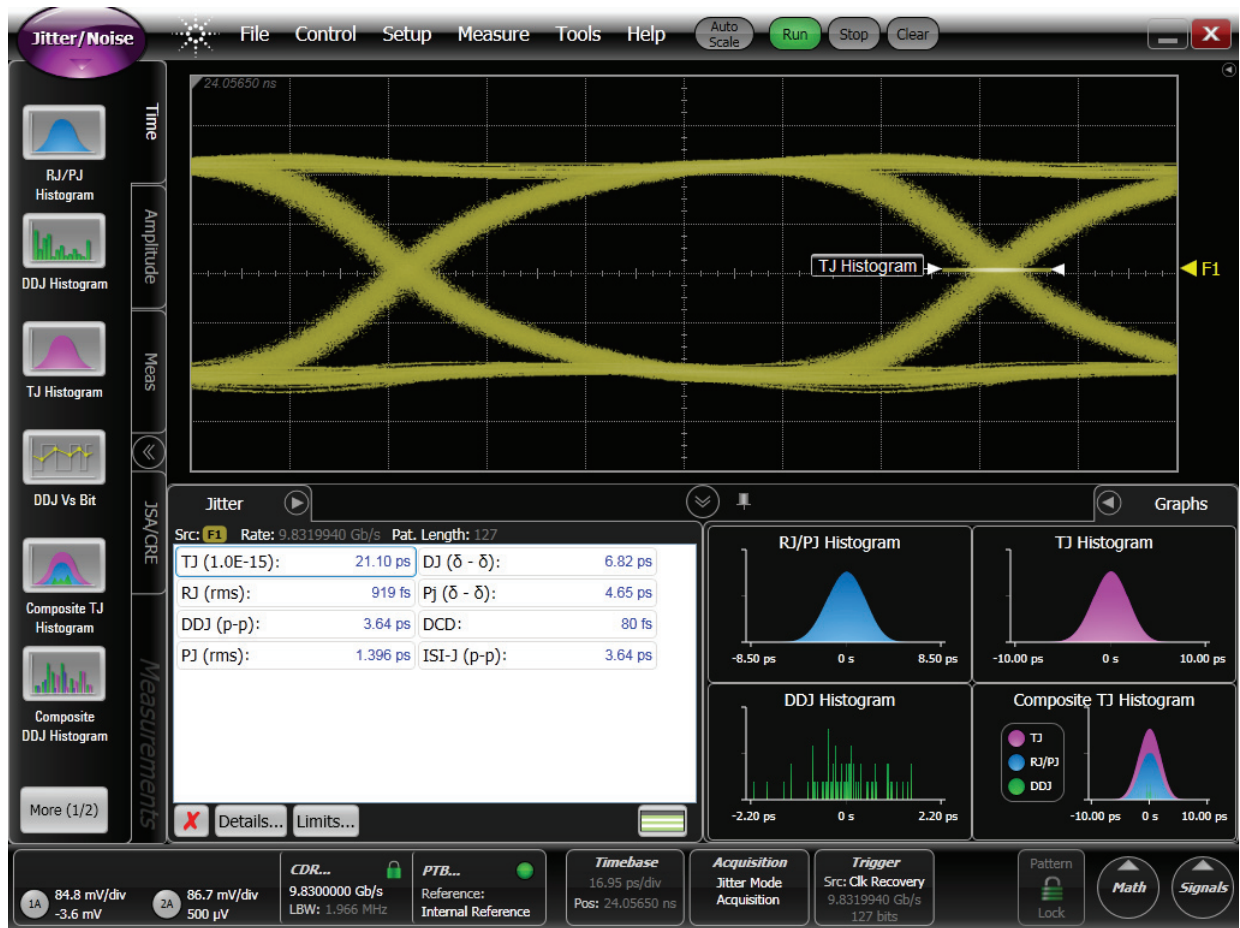 Jitter/Noise
File Control Setup Measure Tools Help
Auto Scale
Run
Stop
Clear
24.05650 ns
Time
Amplitude
Meas
JSA/CRE
Measurements
RJ/PJ
Histogram
DDJ Histogram
TJ Histogram
DDJ Vs Bit
Composite TJ
Histogram
Composite
DDJ Histogram
More (1/2)
TJ Histogram
F1
Jitter
Graphs
Src: F1 Rate: 9.8319940 Gb/s Pat. Length: 127
TJ (1.0E-15): 21.10 ps DJ (δ - δ): 6.82 ps
RJ (rms): 919 fs Pj (δ - δ): 4.65 ps
DDJ (p-p): 3.64 ps DCD: 80 fs
PJ (rms): 1.396 ps ISI-J (p-p): 3.64 ps
Details...
Limits...
RJ/PJ Histogram
-8.50 ps 0 s 8.50 ps
TJ Histogram
-10.00 ps 0 s 10.00 ps
DDJ Histogram
-2.20 ps 0 s 2.20 ps
Composite TJ Histogram
TJ
RJ/PJ
DDJ
-10.00 ps 0 s 10.00 ps
1A 84.8 mV/div
-3.6 mV
2A 86.7 mV/div
500 µV
CDR...
9.8300000 Gb/s
LBW: 1.966 MHz
PTB...
Reference:
Internal Reference
Timebase
16.95 ps/div
Pos: 24.05650 ns
Acquisition
Jitter Mode
Acquisition
Trigger
Src: Clk Recovery
9.8319940 Gb/s
127 bits
Pattern
Lock
Math
Signals